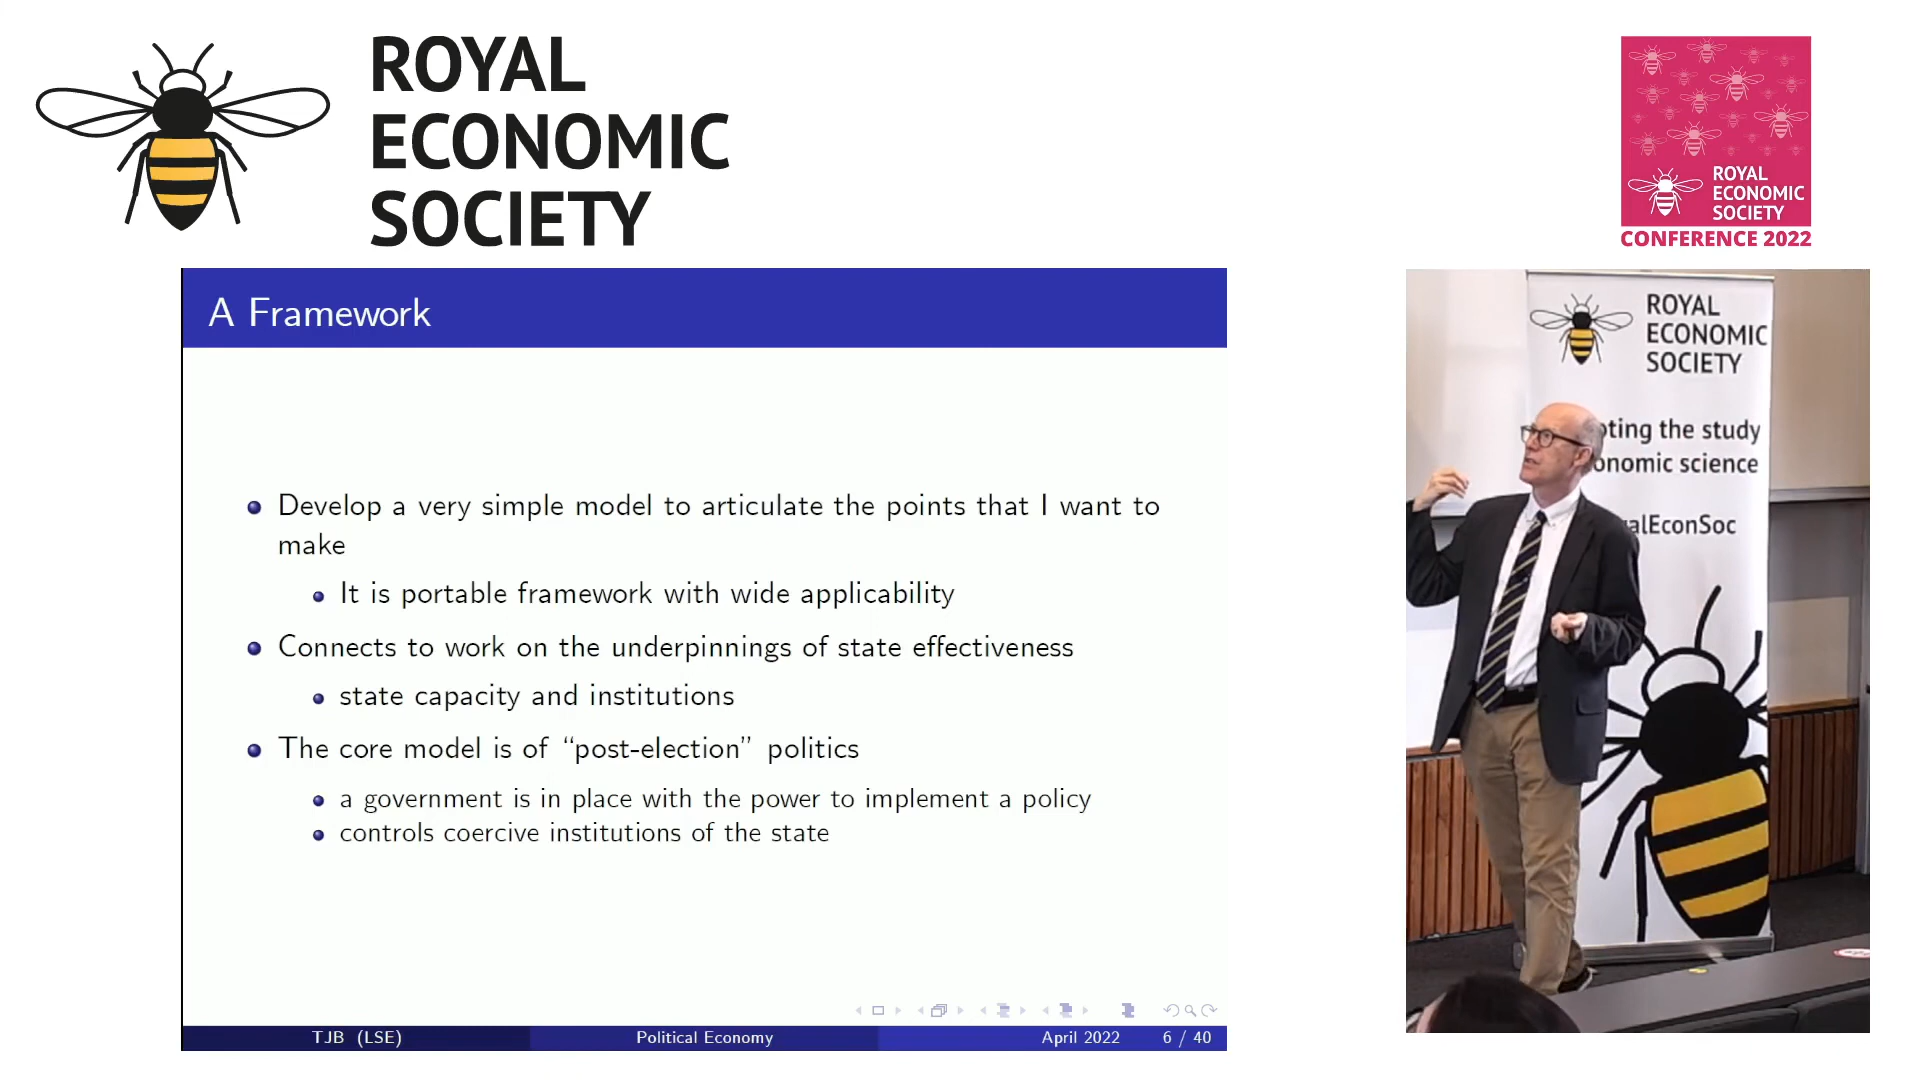 ROYAL
ECONOMIC
SOCIETY
ROYAL
ECONOMIC
SOCIETY
CONFERENCE 2022
A Framework
Develop a very simple model to articulate the points that I want to
make
It is portable framework with wide applicability
Connects to work on the underpinnings of state effectiveness
state capacity and institutions
The core model is of “post-election” politics
a government is in place with the power to implement a policy
controls coercive institutions of the state
TJB (LSE)
Political Economy
April 2022
6 / 40
ROYAL
ECONOMIC
SOCIETY
oting the study
onomic science
alEconSoc